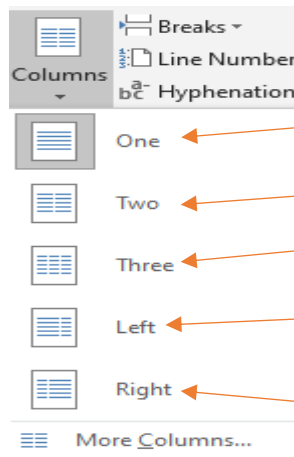 Breaks
Line Number
Columns
Hyphenation
One
Two
Three
Left
Right
More Columns...